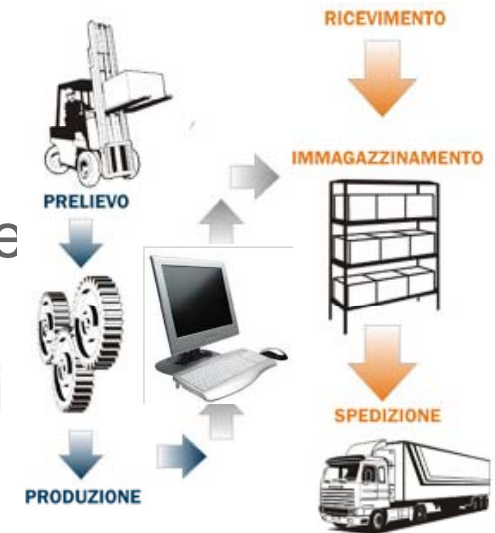 RICEVIMENTO
IMMAGAZZINAMENTO
PRELIEVO
e
SPEDIZIONE
PRODUZIONE